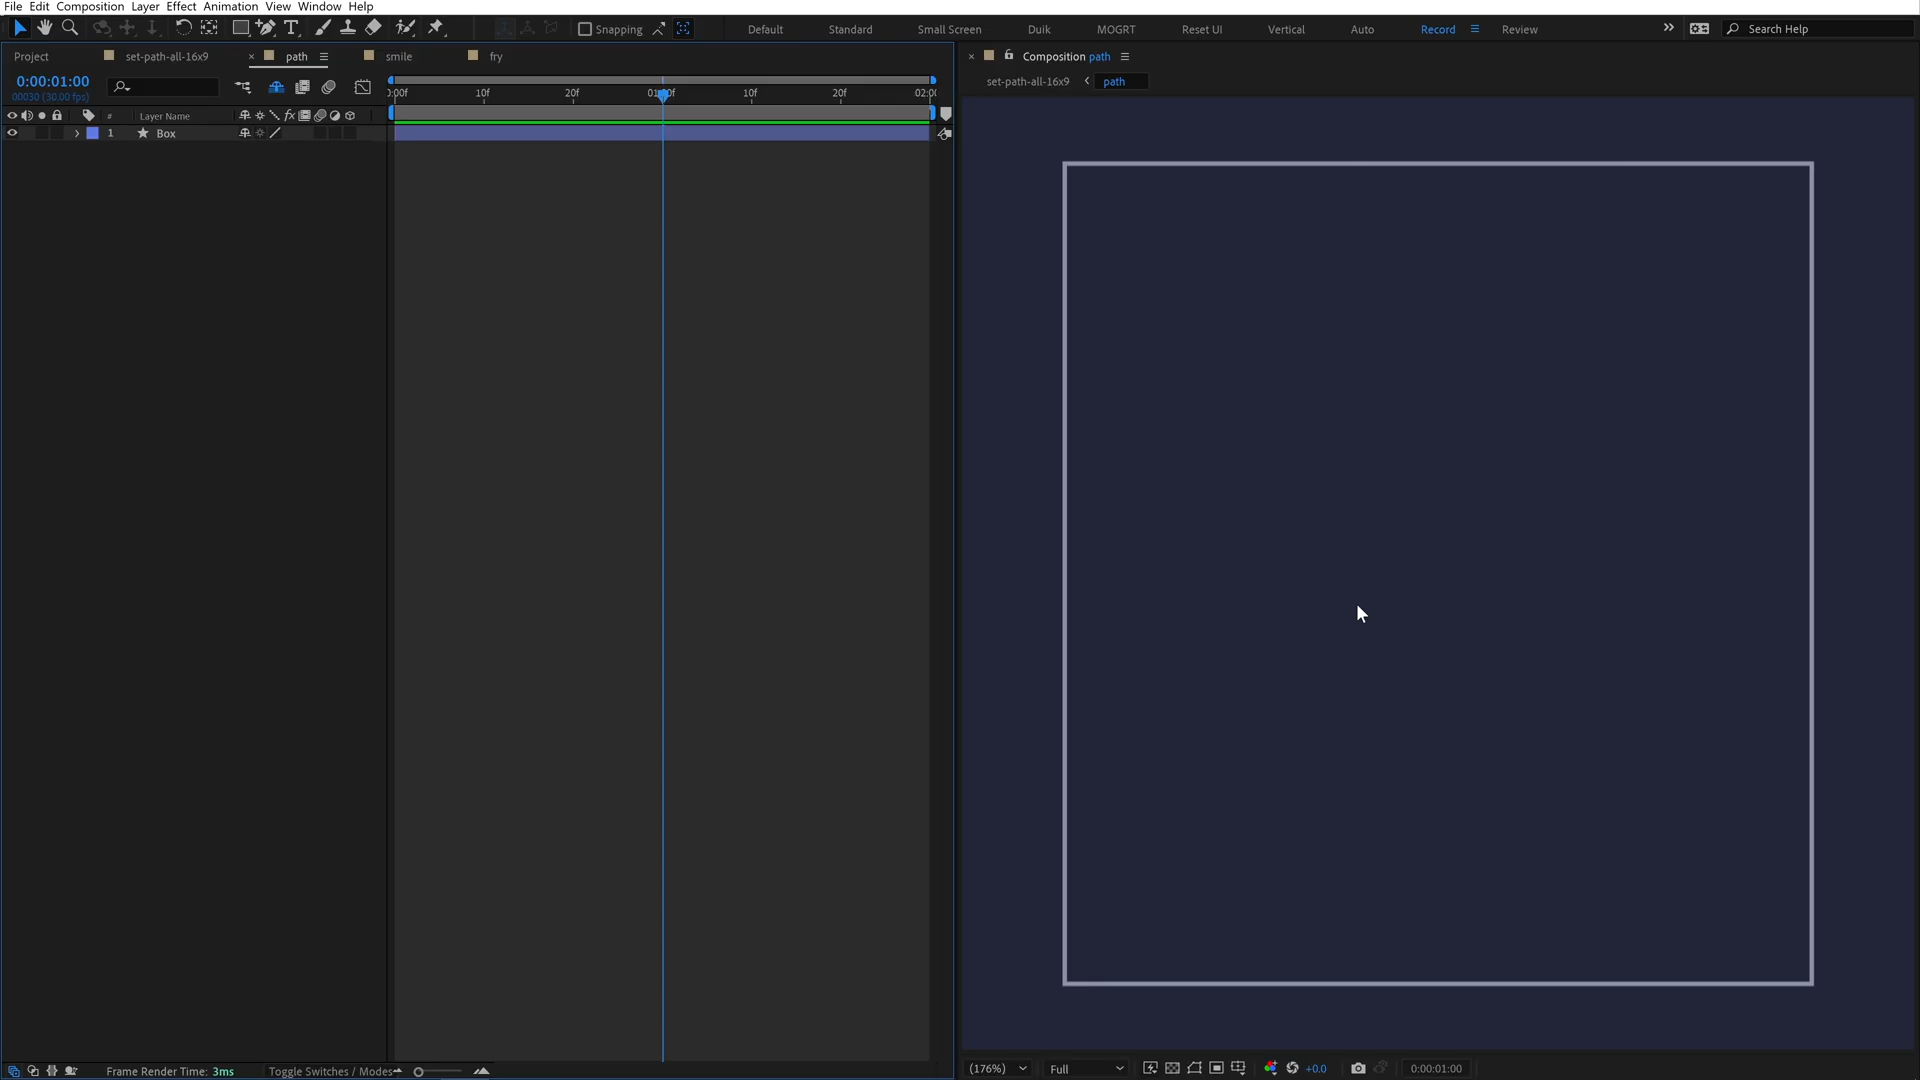 File Edit Composition Layer Effect Animation View Window Help
Snapping Default Standard Small Screen Duik MOGRT Reset UI Vertical Auto Record Review Search Help
Project set-path-all-16x9 path smile fry
Composition path
0:00:01:00
00030 (30.00 fps)
set-path-all-16x9 path
10f 20f 10f 20f
# Layer Name fx
1 Box
Frame Render Time: 3ms Toggle Switches / Modes
(176%) Full +0.0 0:00:01:00